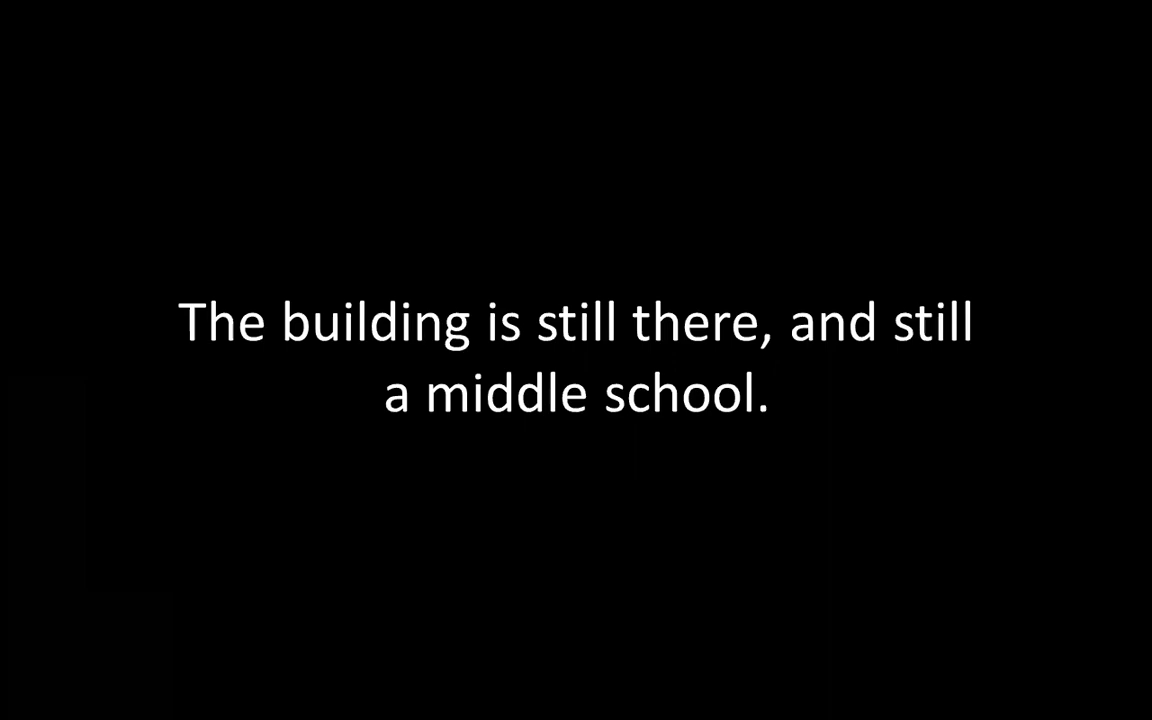 The building is still there, and still
a middle school.